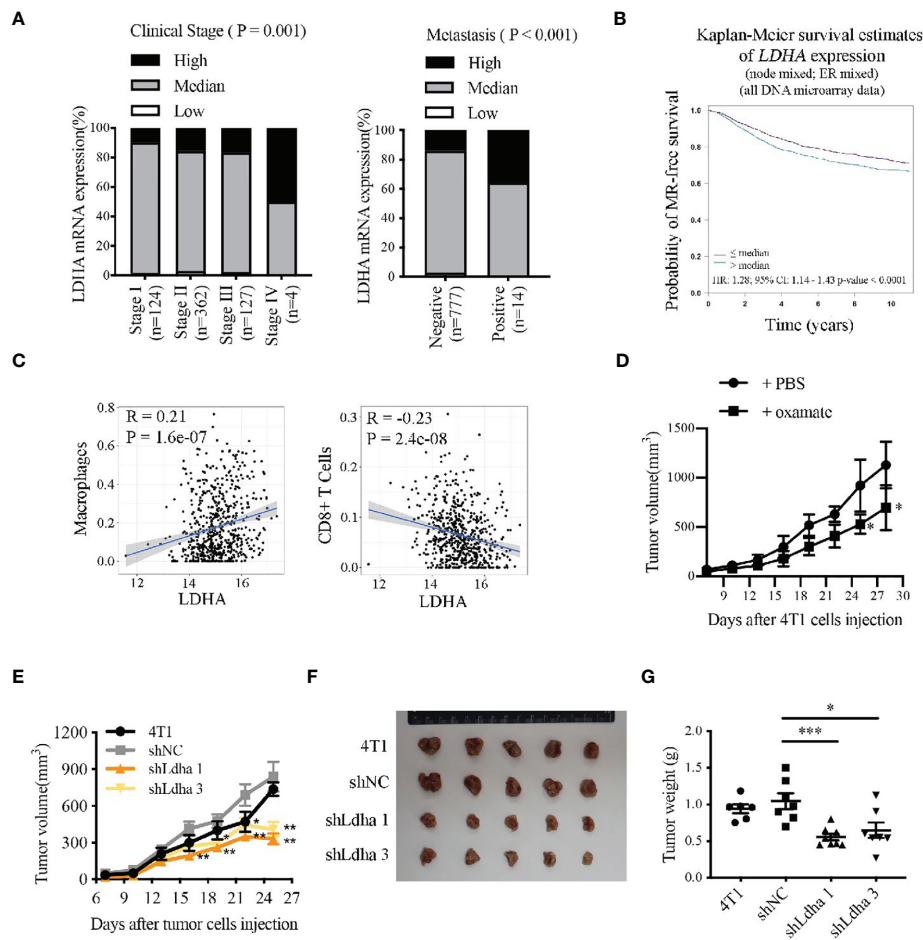 A
Clinical Stage ( P = 0.001)
High
Median
Low
LDHA mRNA expression(%)
100
80
60
40
20
0
Stage I
(n=124)
Stage II
(n=362)
Stage III
(n=127)
Stage IV
(n=4)
Metastasis ( P < 0.001)
High
Median
Low
LDHA mRNA expression(%)
100
80
60
40
20
0
Negative
(n=777)
Positive
(n=14)
B
Kaplan-Meier survival estimates
of LDHA expression
(node mixed; ER mixed)
(all DNA microarray data)
Probability of MR-free survival
1.0
0.8
0.6
0.4
0.2
0.0
≤ median
> median
HR: 1.28; 95% CI: 1.14 - 1.43 p-value < 0.0001
0 2 4 6 8 10
Time (years)
C
R = 0.21
P = 1.6e-07
Macrophages
0.8
0.6
0.4
0.2
0.0
12 14 16
LDHA
R = -0.23
P = 2.4e-08
CD8+ T Cells
0.3
0.2
0.1
0.0
12 14 16
LDHA
D
+ PBS
+ oxamate
Tumor volume(mm³)
1000
500
0
*
*
9 12 15 18 21 24 27 30
Days after 4T1 cells injection
E
4T1
shNC
shLdha 1
shLdha 3
Tumor volume(mm³)
1200
900
600
300
0
** ** * * ** ** **
6 9 12 15 18 21 24 27
Days after tumor cells injection
F
4T1
shNC
shLdha 1
shLdha 3
G
*
***
Tumor weight (g)
2.0
1.5
1.0
0.5
0.0
4T1
shNC
shLdha 1
shLdha 3